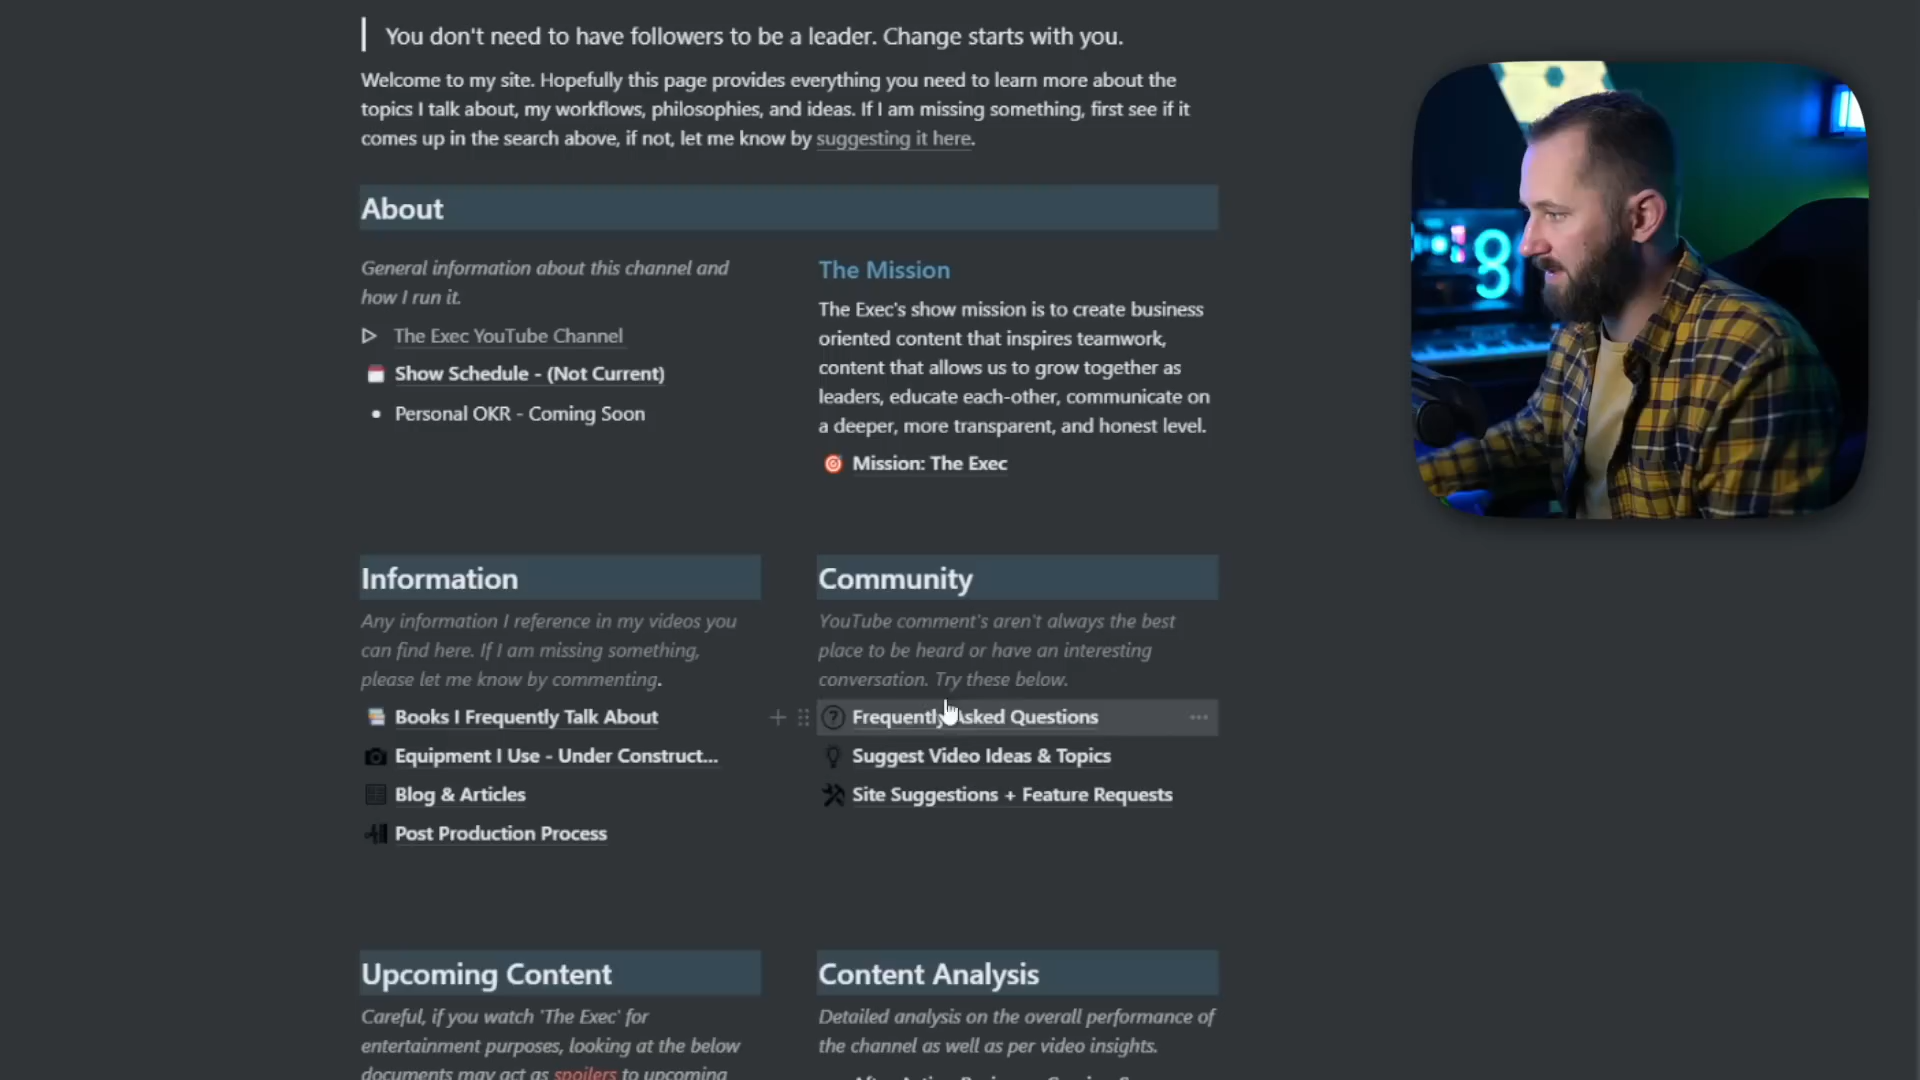 You don't need to have followers to be a leader. Change starts with you.
Welcome to my site. Hopefully this page provides everything you need to learn more about the
topics I talk about, my workflows, philosophies, and ideas. If I am missing something, first see if it
comes up in the search above, if not, let me know by suggesting it here.
About
General information about this channel and
how I run it.
The Exec YouTube Channel
Show Schedule - (Not Current)
Personal OKR - Coming Soon
The Mission
The Exec's show mission is to create business
oriented content that inspires teamwork,
content that allows us to grow together as
leaders, educate each-other, communicate on
a deeper, more transparent, and honest level.
Mission: The Exec
Information
Any information I reference in my videos you
can find here. If I am missing something,
please let me know by commenting.
Books I Frequently Talk About
Equipment I Use - Under Construct...
Blog & Articles
Post Production Process
Community
YouTube comment's aren't always the best
place to be heard or have an interesting
conversation. Try these below.
Frequently Asked Questions
Suggest Video Ideas & Topics
Site Suggestions + Feature Requests
Upcoming Content
Careful, if you watch 'The Exec' for
entertainment purposes, looking at the below
documents may act as spoilers to upcoming
Content Analysis
Detailed analysis on the overall performance of
the channel as well as per video insights.